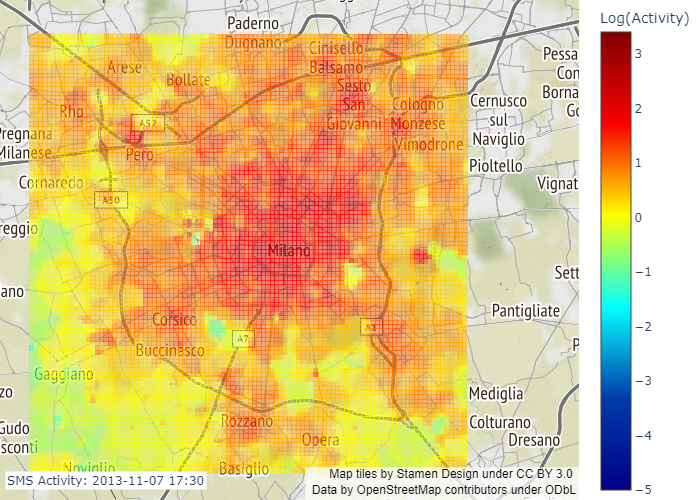 Paderno
Dugnano
Log(Activity)
Cinisello
Balsamo
Arese
Bollate
Sesto
San
Giovanni
Rho
A52
Cologno
Monzese
Cernusco
sul
Naviglio
Pessa
Con
Borna
Go
Pregnana
Milanese
Pero
Vimodrone
Pioltello
Cornaredo
A50
Vignat
reggio
Milano
Sett
ano
Pantigliate
Corsico
A7
A1
Buccinasco
P
Gaggiano
zo
Mediglia
Gudo
sconti
Rozzano
Opera
Colturano
Dresano
Noviglio
Basiglio
3
2
1
0
−1
−2
−3
−4
−5
SMS Activity: 2013-11-07 17:30
Map tiles by Stamen Design under CC BY 3.0
Data by OpenStreetMap contributors under ODbL